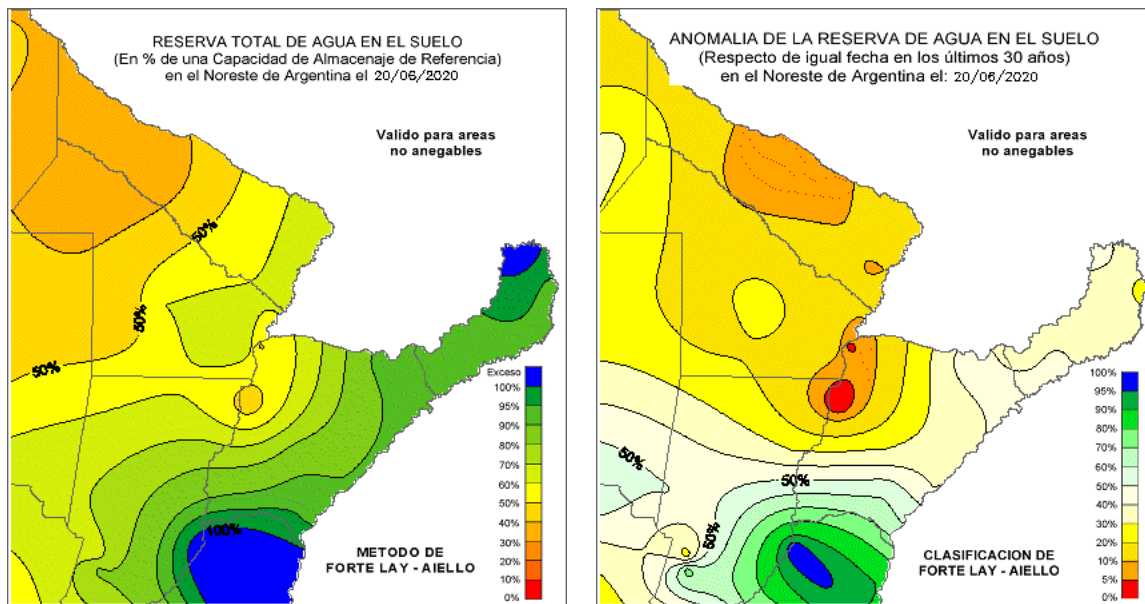 RESERVA TOTAL DE AGUA EN EL SUELO
(En % de una Capacidad de Almacenaje de Referencia)
en el Noreste de Argentina el 20/06/2020
Valido para areas
no anegables
50%
50%
50%
100%
Exceso
100%
95%
90%
80%
70%
60%
50%
40%
30%
20%
10%
0%
METODO DE
FORTE LAY - AIELLO
ANOMALIA DE LA RESERVA DE AGUA EN EL SUELO
(Respecto de igual fecha en los últimos 30 años)
en el Noreste de Argentina el: 20/06/2020
Valido para areas
no anegables
50%
50%
50%
100%
95%
90%
80%
70%
60%
50%
40%
30%
20%
10%
5%
0%
CLASIFICACION DE
FORTE LAY - AIELLO